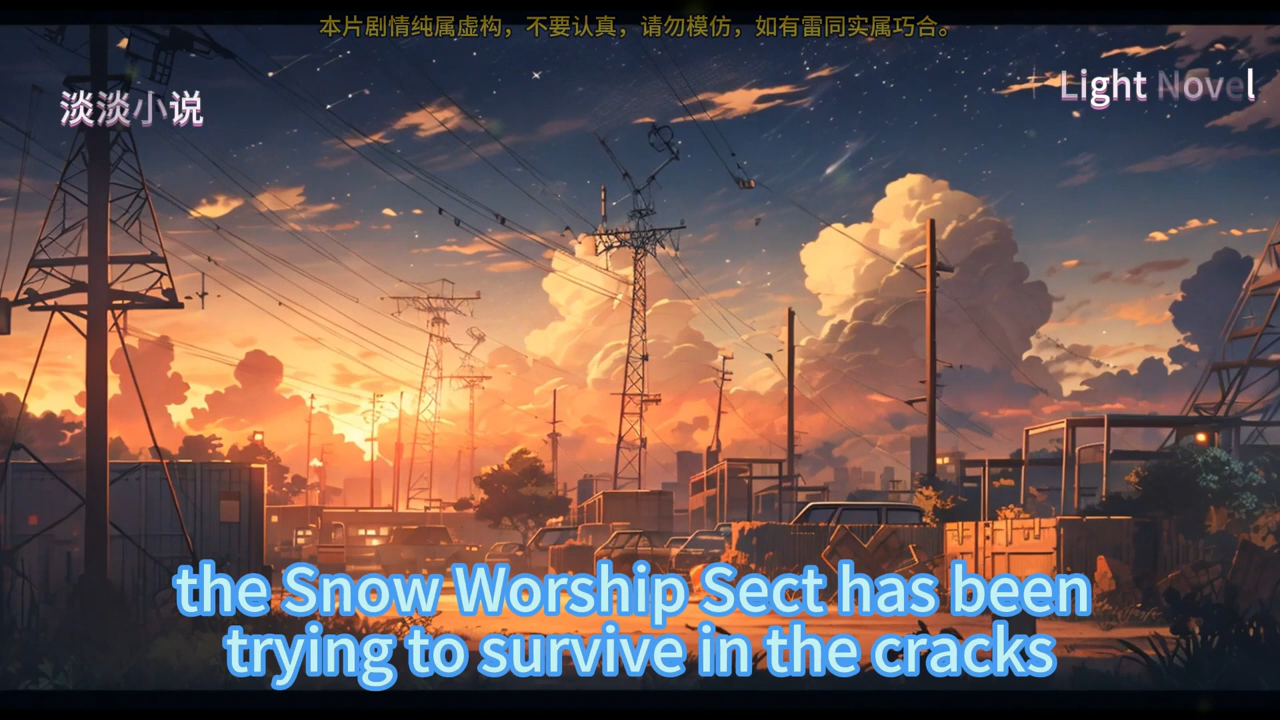 本片剧情纯属虚构，不要认真，请勿模仿，如有雷同实属巧合。
淡淡小说
Light Novel
the Snow Worship Sect has been
trying to survive in the cracks